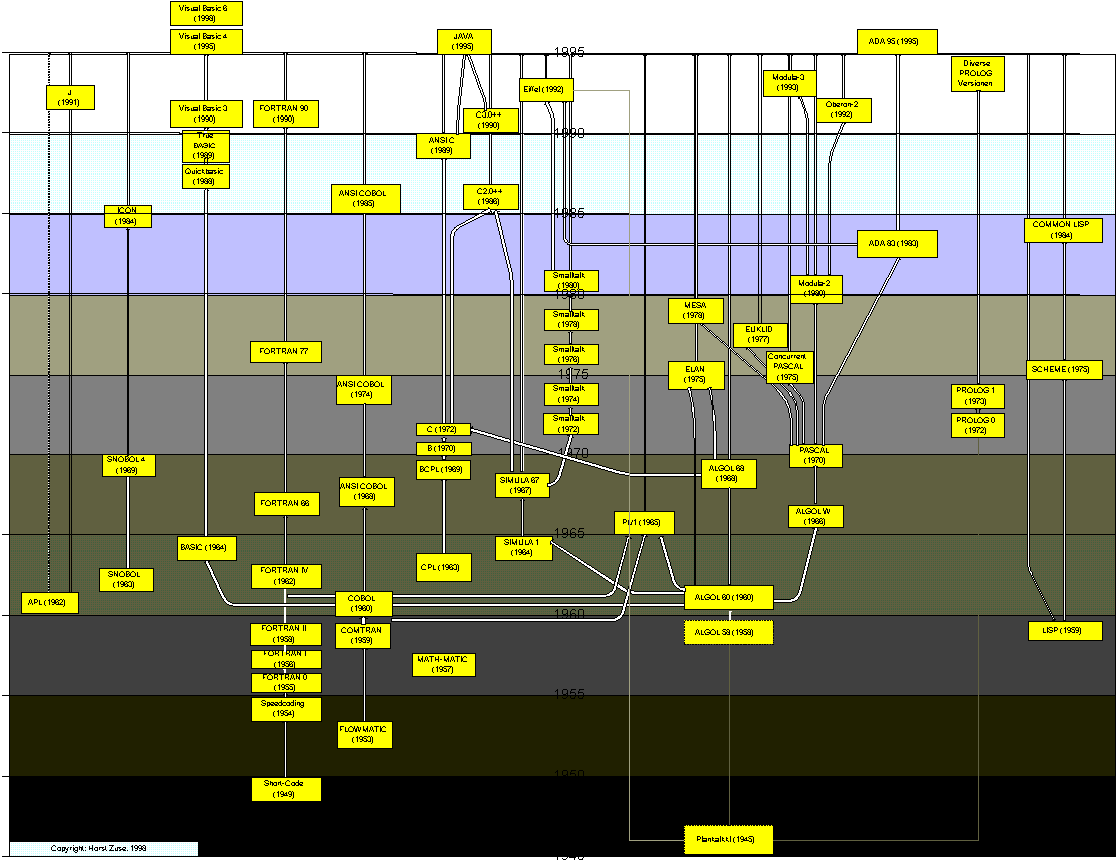 Visual Basic 6
(1998)
Visual Basic 4
(1995)
JAVA
(1995)
ADA 95 (1995)
1995
Diverse
PROLOG
Versionen
J
(1991)
Modula-3
(1993)
Eiffel (1992)
Oberon-2
(1992)
Visual Basic 3
(1990)
FORTRAN 90
(1990)
C3.0++
(1990)
1990
True
BASIC
(1989)
ANSI C
(1989)
Quickbasic
(1988)
ANSI COBOL
(1985)
C2.0++
(1986)
ICON
(1984)
1985
COMMON LISP
(1984)
ADA 83 (1983)
Smalltalk
(1980)
Modula-2
(1980)
1980
MESA
(1978)
Smalltalk
(1978)
EUKLID
(1977)
FORTRAN 77
Smalltalk
(1976)
Concurrent
PASCAL
(1975)
ELAN
(1975)
SCHEME (1975)
1975
ANSI COBOL
(1974)
Smalltalk
(1974)
PROLOG 1
(1973)
Smalltalk
(1972)
PROLOG 0
(1972)
C (1972)
B (1970)
PASCAL
(1970)
1970
SNOBOL 4
(1969)
BCPL (1969)
ALGOL 68
(1968)
SIMULA 67
(1967)
ANSI COBOL
(1968)
FORTRAN 66
ALGOL W
(1966)
PL/1 (1965)
1965
BASIC (1964)
SIMULA 1
(1964)
CPL (1963)
SNOBOL
(1963)
FORTRAN IV
(1962)
APL (1962)
COBOL
(1960)
ALGOL 60 (1960)
1960
FORTRAN II
(1958)
COMTRAN
(1959)
ALGOL 58 (1958)
LISP (1959)
FORTRAN I
(1956)
MATH-MATIC
(1957)
FORTRAN 0
(1955)
1955
Speedcoding
(1954)
FLOWMATIC
(1953)
1950
Short-Code
(1949)
Plankalkül (1945)
Copyright: Horst Zuse, 1998
1940